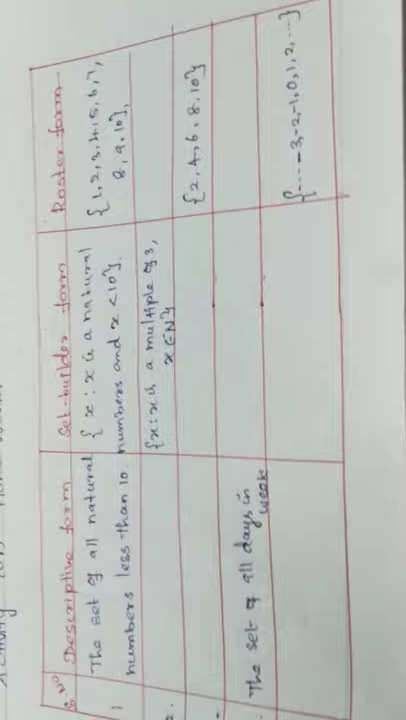 S.NO Descriptive form Set-builder form Roster form
1 The set of all natural { x : x is a natural { 1, 2, 3, 4, 5, 6, 7,
numbers less than 10 numbers and x < 10}. 8, 9, 10},
2. {x : x is a multiple of 3,
x ∈ N}
{2, 4, 6, 8, 10}
The set of all days in
week
{ .... -3, -2, -1, 0, 1, 2, ...}